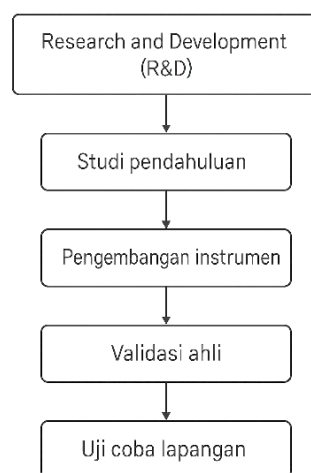 Research and Development
(R&D)
Studi pendahuluan
Pengembangan instrumen
Validasi ahli
Uji coba lapangan